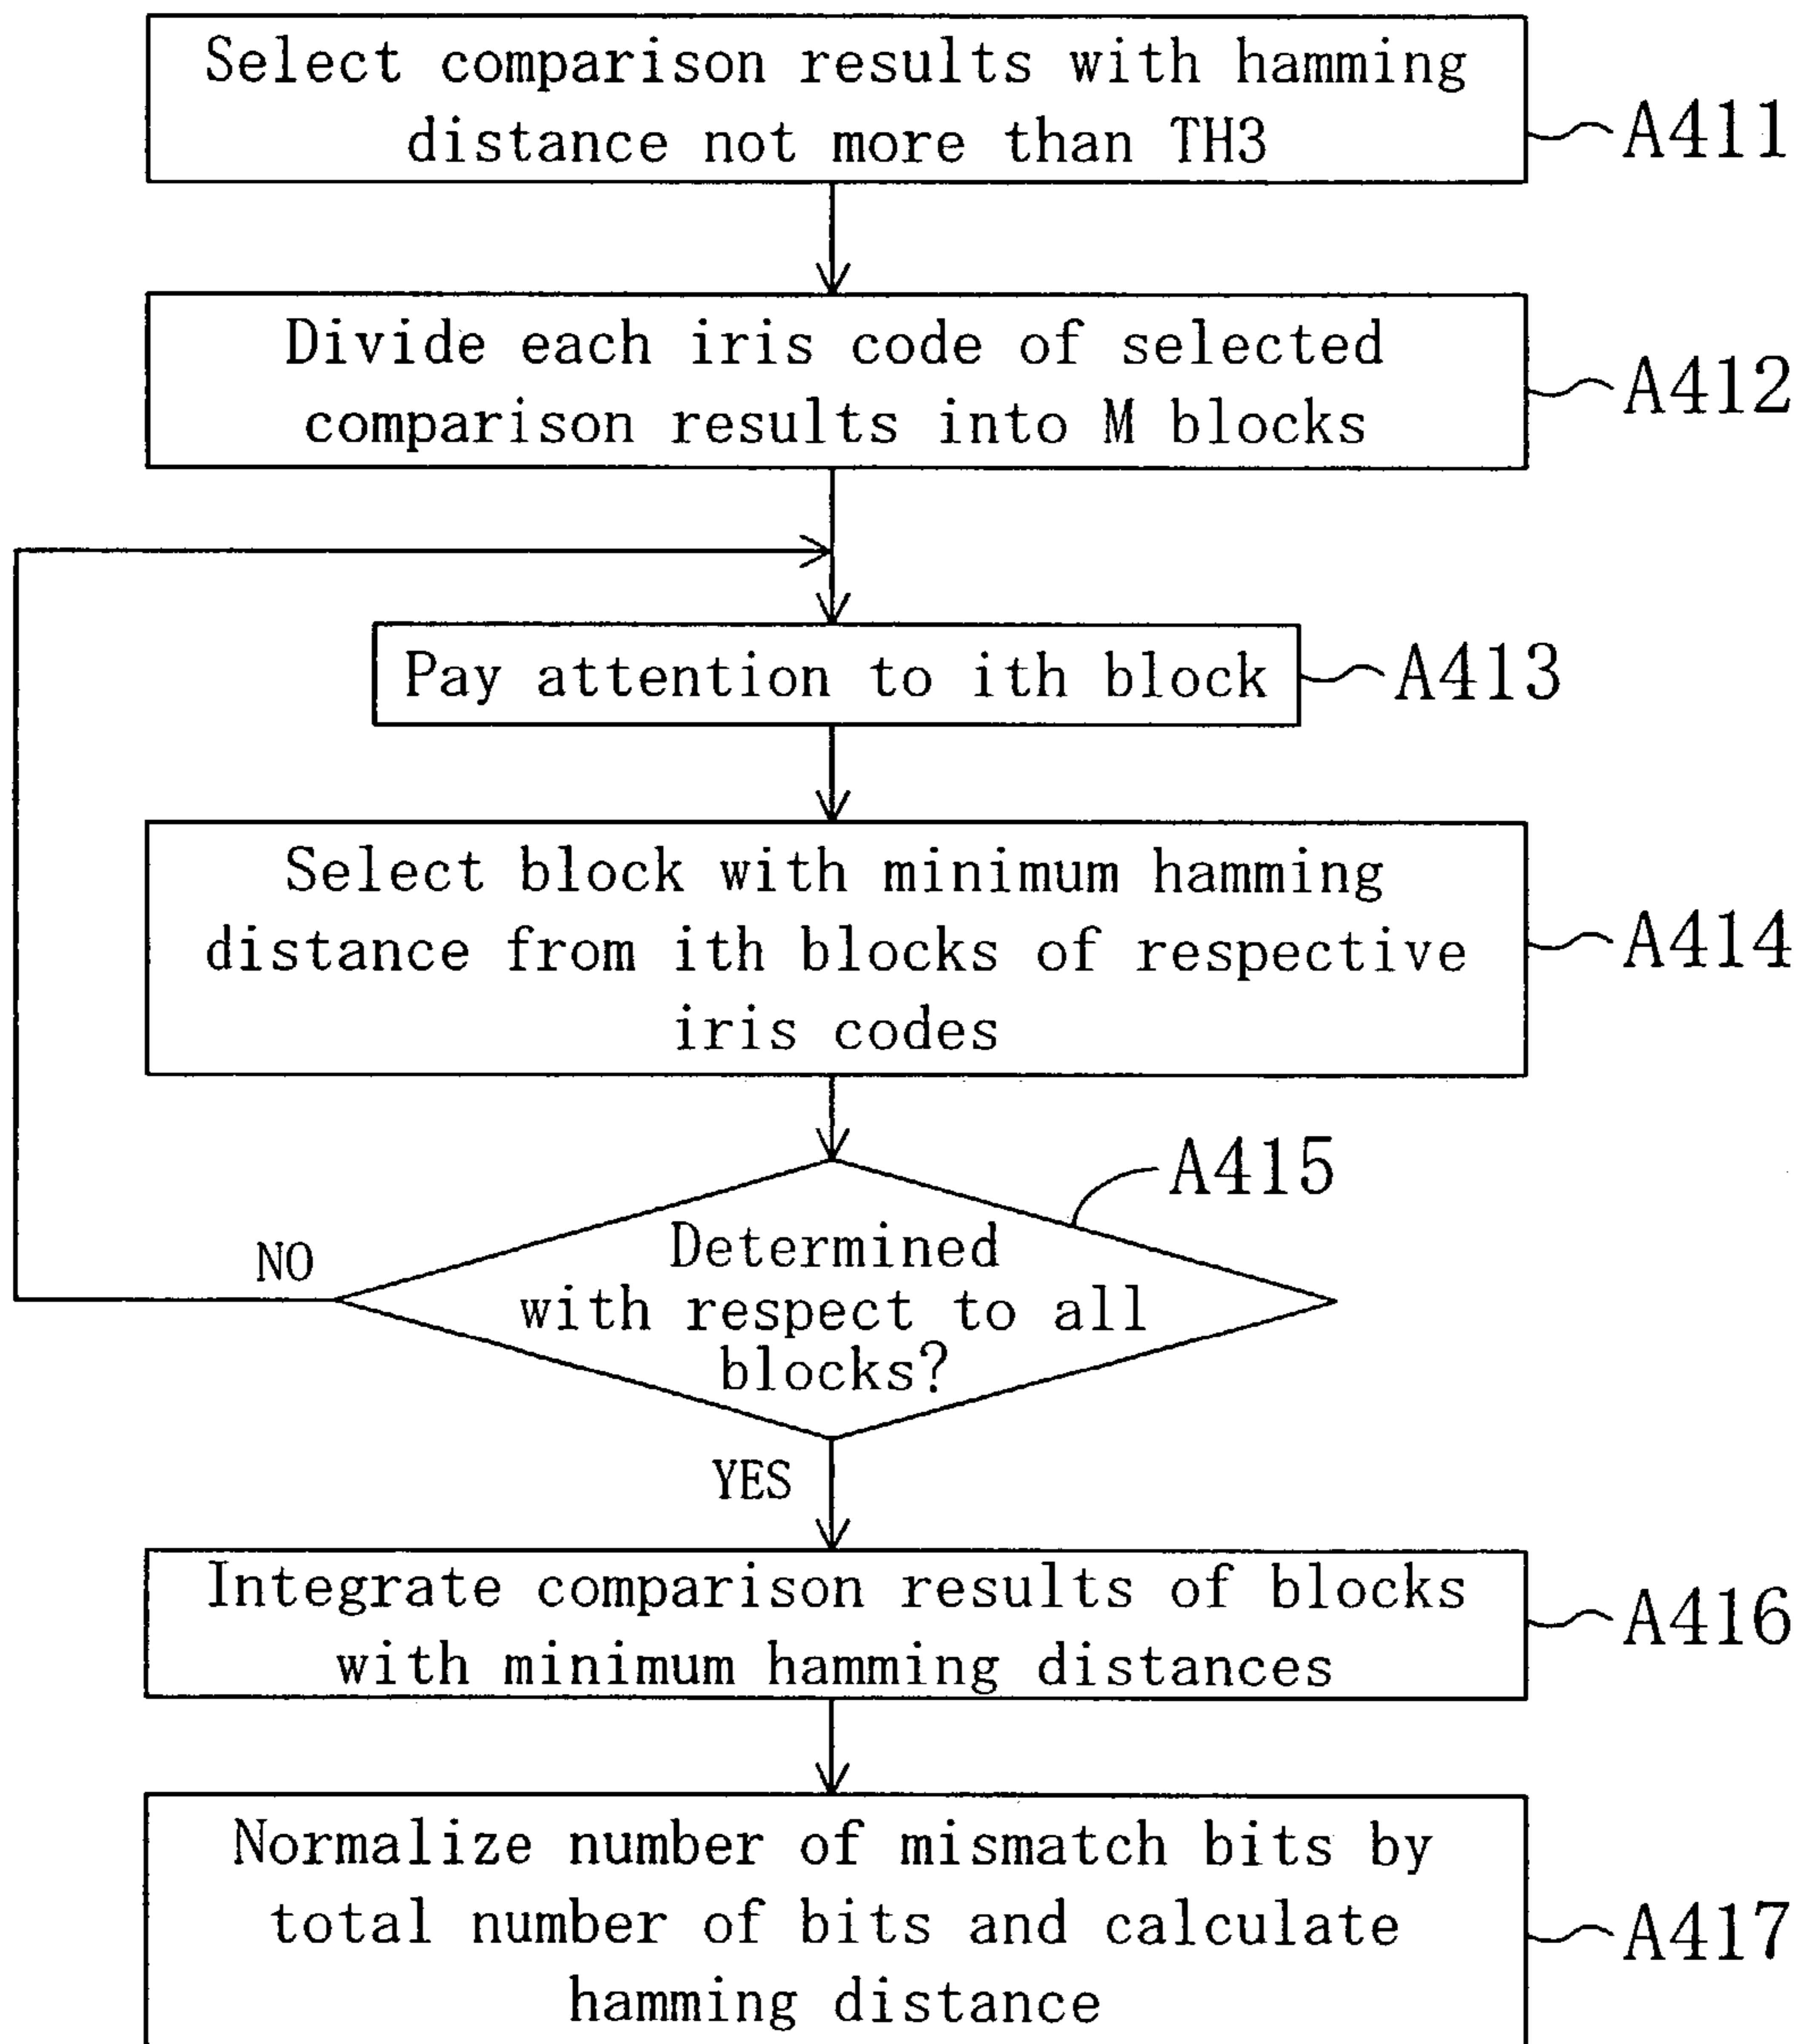 Select comparison results with hamming
distance not more than TH3
A411
Divide each iris code of selected
comparison results into M blocks
A412
Pay attention to ith block
A413
Select block with minimum hamming
distance from ith blocks of respective
iris codes
A414
A415
Determined
with respect to all
blocks?
NO
YES
Integrate comparison results of blocks
with minimum hamming distances
A416
Normalize number of mismatch bits by
total number of bits and calculate
hamming distance
A417